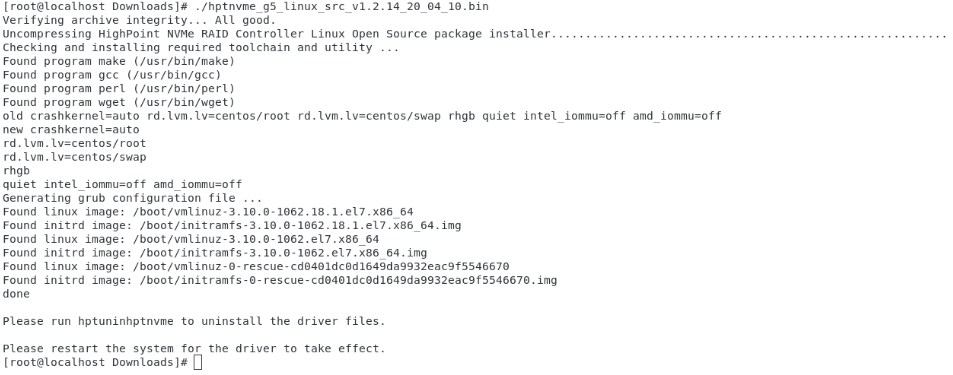 [root@localhost Downloads]# ./hptnvme_g5_linux_src_v1.2.14_20_04_10.bin
Verifying archive integrity... All good.
Uncompressing HighPoint NVMe RAID Controller Linux Open Source package installer..........................................................
Checking and installing required toolchain and utility ...
Found program make (/usr/bin/make)
Found program gcc (/usr/bin/gcc)
Found program perl (/usr/bin/perl)
Found program wget (/usr/bin/wget)
old crashkernel=auto rd.lvm.lv=centos/root rd.lvm.lv=centos/swap rhgb quiet intel_iommu=off amd_iommu=off
new crashkernel=auto
rd.lvm.lv=centos/root
rd.lvm.lv=centos/swap
rhgb
quiet intel_iommu=off amd_iommu=off
Generating grub configuration file ...
Found linux image: /boot/vmlinuz-3.10.0-1062.18.1.el7.x86_64
Found initrd image: /boot/initramfs-3.10.0-1062.18.1.el7.x86_64.img
Found linux image: /boot/vmlinuz-3.10.0-1062.el7.x86_64
Found initrd image: /boot/initramfs-3.10.0-1062.el7.x86_64.img
Found linux image: /boot/vmlinuz-0-rescue-cd0401dc0d1649da9932eac9f5546670
Found initrd image: /boot/initramfs-0-rescue-cd0401dc0d1649da9932eac9f5546670.img
done
Please run hptuninhptnvme to uninstall the driver files.
Please restart the system for the driver to take effect.
[root@localhost Downloads]#